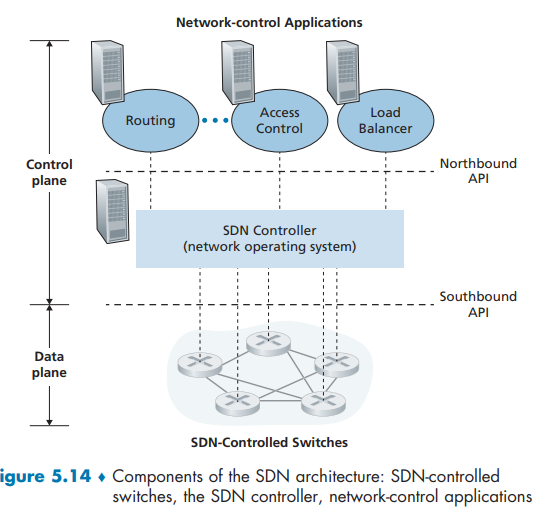 Network-control Applications
Routing
Access
Control
Load
Balancer
Control
plane
Northbound
API
SDN Controller
(network operating system)
Southbound
API
Data
plane
SDN-Controlled Switches
igure 5.14 ♦ Components of the SDN architecture: SDN-controlled
switches, the SDN controller, network-control applications